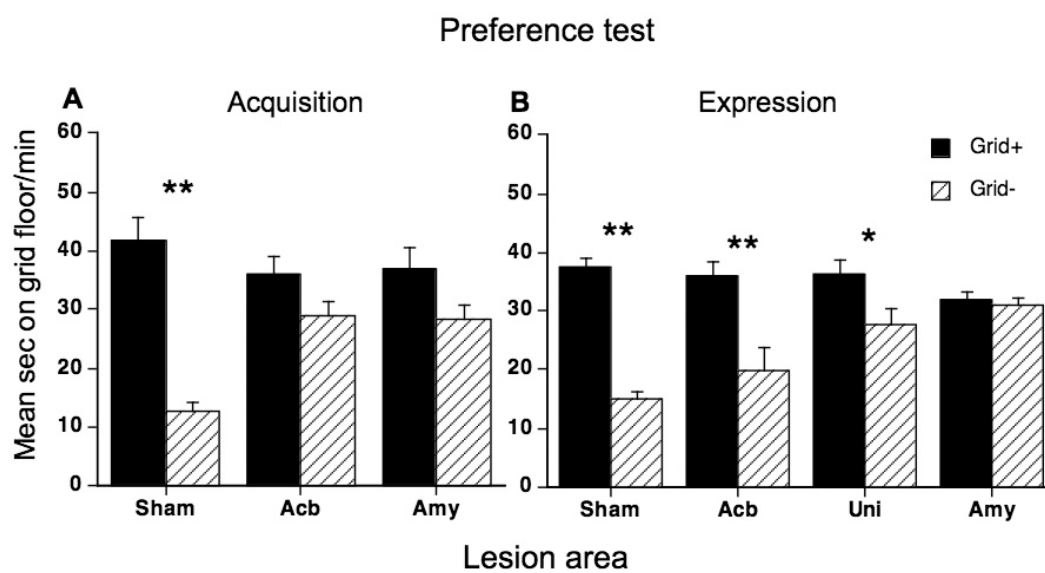 Preference test
A
Acquisition
Mean sec on grid floor/min
60
50
40
30
20
10
0
**
Sham Acb Amy
B
Expression
60
50
40
30
20
10
0
**
**
*
Grid+
Grid-
Sham Acb Uni Amy
Lesion area